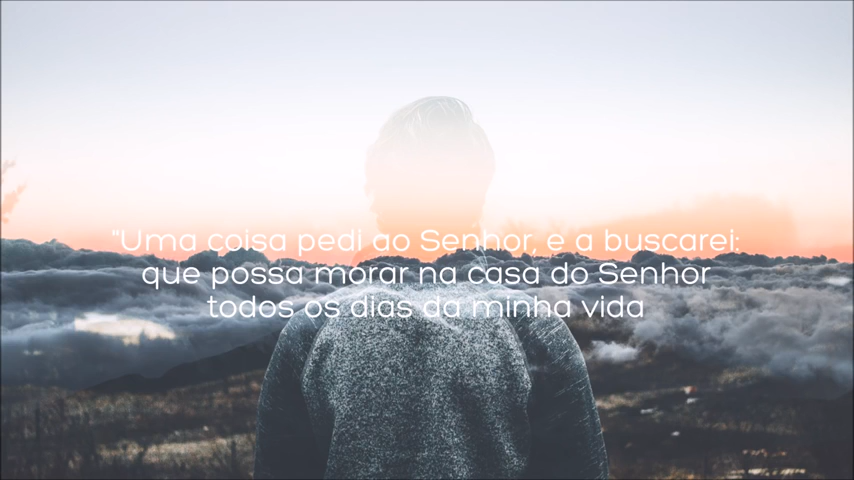 "Uma coisa pedi ao Senhor, e a buscarei:
que possa morar na casa do Senhor
todos os dias da minha vida